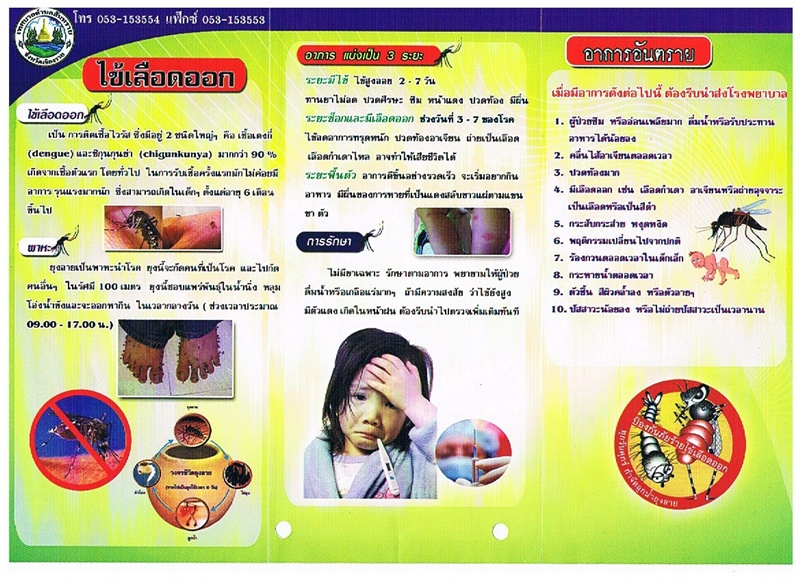 โทร 053-153554 แฟ็กซ์ 053-153553
ไข้เลือดออก
ไข้เลือดออก
เป็น การติดเชื้อไวรัส ซึ่งมีอยู่ 2 ชนิดใหญ่ๆ คือ เชื้อเดงกี่
(dengue) และชิกุนกุนซ่า (chigunkunya) มากกว่า 90 %
เกิดจากเชื้อตัวแรก โดยทั่วไป ในการรับเชื้อครั้งแรกมักไม่ค่อยมี
อาการ รุนแรงมากนัก ซึ่งสามารถเกิดในเด็กๆ ตั้งแต่อายุ 6 เดือน
ขึ้นไป
พาหะ
ยุงลายเป็นพาหะนำโรค ยุงนี้จะกัดคนที่เป็นโรค และไปกัด
คนอื่นๆ ในรัศมี 100 เมตร ยุงนี้ชอบแพร่พันธุ์ในน้ำนิ่ง หลุม
โอ่งน้ำขังและจะออกหากิน ในเวลากลางวัน ( ช่วงเวลาประมาณ
09.00 - 17.00 น.)
วงจรชีวิตยุงลาย
ลูกน้ำ
อาการ แบ่งเป็น 3 ระยะ
ระยะมีไข้ ไข้สูงลอย 2 - 7 วัน
ทานยาไม่ลด ปวดศีรษะ ซึม หน้าแดง ปวดท้อง มีผื่น
ระยะช็อกและมีเลือดออก ช่วงวันที่ 3 - 7 ของโรค
ไข้ลดอาการทรุดหนัก ปวดท้องอาเจียน ถ่ายเป็นเลือด
เลือดกำเดาไหล อาจทำให้เสียชีวิตได้
ระยะฟื้นตัว อาการดีขึ้นอย่างรวดเร็ว จะเริ่มอยากกิน
อาหาร มีผื่นของการหายที่เป็นแดงสลับขาวแผ่ตามแขน
ขา ตัว
การรักษา
ไม่มียาเฉพาะ รักษาตามอาการ พยายามให้ผู้ป่วย
ดื่มน้ำหรือเกลือแร่มากๆ ถ้ามีความสงสัย ว่าไข้ยังสูง
มีตัวแดง เกิดในหน้าฝน ต้องรีบนำไปตรวจเพิ่มเติมทันที
อาการอันตราย
เมื่อมีอาการดังต่อไปนี้ ต้องรีบนำส่งโรงพยาบาล
1. ผู้ป่วยซึม หรืออ่อนเพลียมาก ดื่มน้ำหรือรับประทาน
อาหารได้น้อยลง
2. คลื่นไส้อาเจียนตลอดเวลา
3. ปวดท้องมาก
4. มีเลือดออก เช่น เลือดกำเดา อาเจียนหรือถ่ายอุจจาระ
เป็นเลือดหรือเป็นสีดำ
5. กระสับกระส่าย หงุดหงิด
6. พฤติกรรมเปลี่ยนไปจากปกติ
7. ร้องกวนตลอดเวลาในเด็กเล็ก
8. กระหายน้ำตลอดเวลา
9. ตัวเย็น สีผิวคล้ำลง หรือตัวลายๆ
10. ปัสสาวะน้อยลง หรือไม่ถ่ายปัสสาวะเป็นเวลานาน
ป้องกันภัยร้ายไข้เลือดออก
ทุกวันศุกร์ กำจัดลูกน้ำยุงลาย